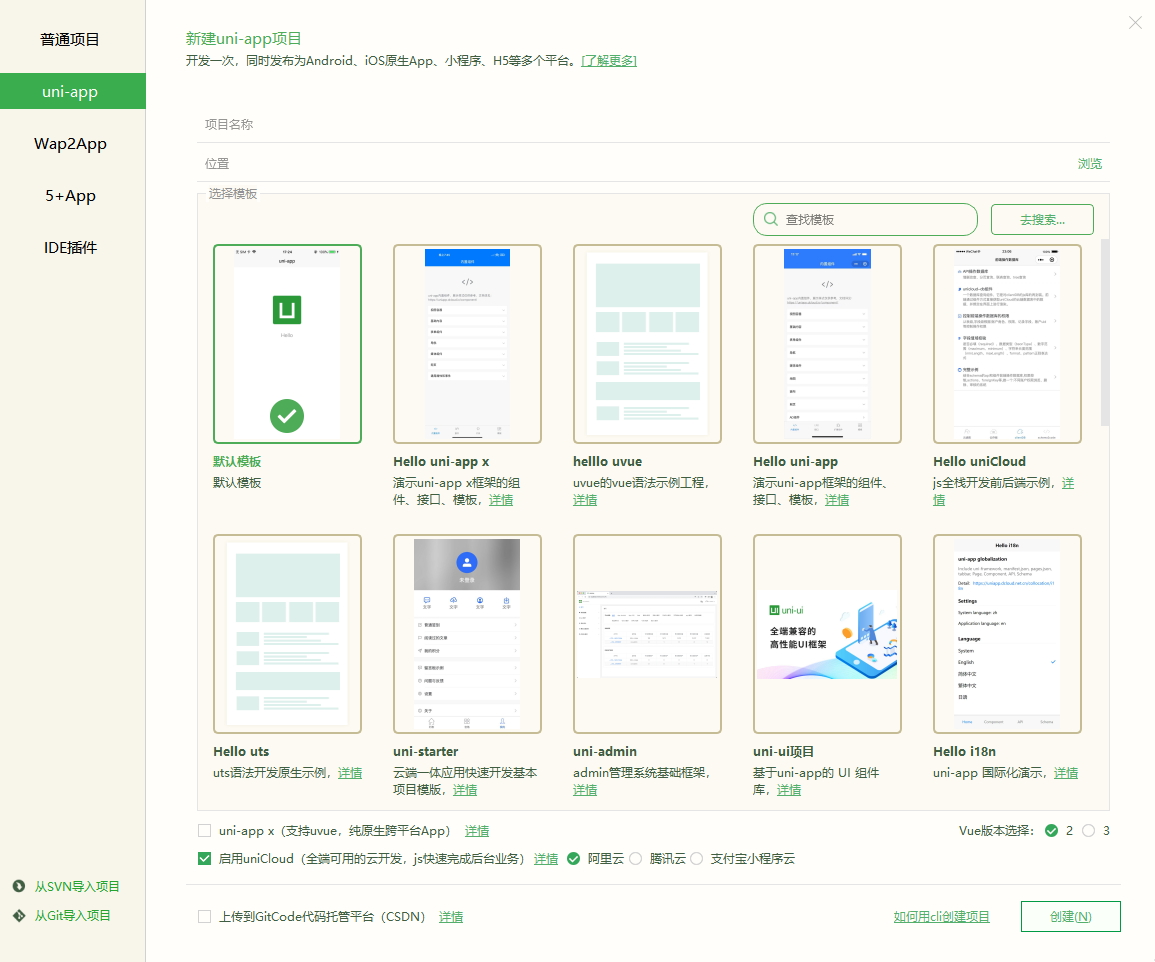 普通项目
uni-app
Wap2App
5+App
IDE插件
从SVN导入项目
从Git导入项目
新建uni-app项目
开发一次，同时发布为Android、iOS原生App、小程序、H5等多个平台。[了解更多]
项目名称
位置
浏览
选择模板
查找模板
去搜索...
uni-app
Hello
默认模板
默认模板
Hello uni-app x
演示uni-app x框架的组
件、接口、模板，详情
helllo uvue
uvue的vue语法示例工程，
详情
Hello uni-app
演示uni-app框架的组件、
接口、模板，详情
Hello uniCloud
js全栈开发前后端示例，详
情
Hello uts
uts语法开发原生示例，详情
uni-starter
云端一体应用快速开发基本
项目模版，详情
uni-admin
admin管理系统基础框架，
详情
uni-ui
全端兼容的
高性能UI框架
uni-ui项目
基于uni-app的 UI 组件
库，详情
Hello i18n
uni-app globalization
Settings
System language: zh
Application language: en
Language
System
English
简体中文
繁体中文
日語
Home Component API Schema
Hello i18n
uni-app 国际化演示，详情
uni-app x（支持uvue，纯原生跨平台App） 详情
Vue版本选择： 2 3
启用uniCloud（全端可用的云开发，js快速完成后台业务） 详情 阿里云 腾讯云 支付宝小程序云
上传到GitCode代码托管平台（CSDN） 详情
如何用cli创建项目
创建(N)